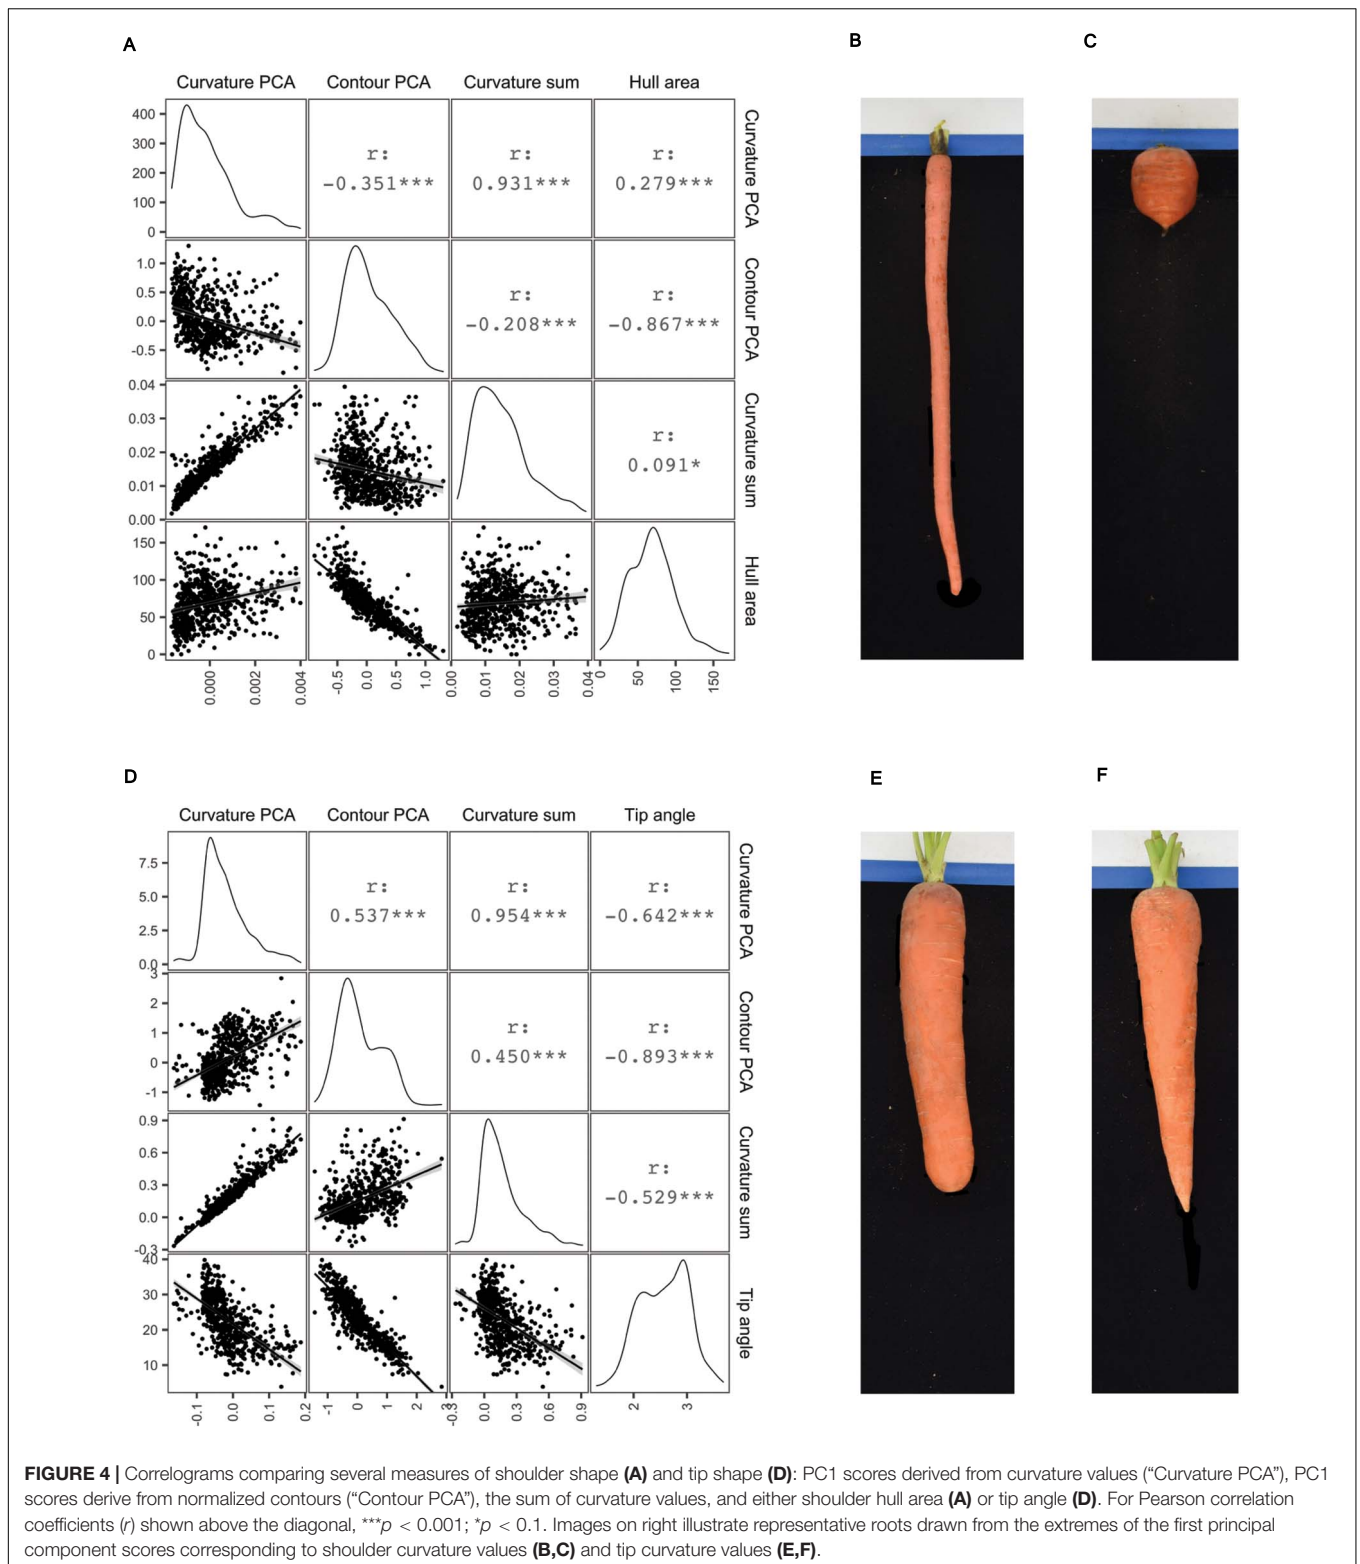 A
B
C
Curvature PCA Contour PCA Curvature sum Hull area
400
300
200
100
0
r:
-0.351***
r:
0.931***
r:
0.279***
Curvature PCA
1.0
0.5
0.0
-0.5
r:
-0.208***
r:
-0.867***
Contour PCA
0.04
0.03
0.02
0.01
0.00
r:
0.091*
Curvature sum
150
100
50
0
Hull area
0.000 0.002 0.004 -0.5 0.0 0.5 1.0 0.00 0.01 0.02 0.03 0.04 0 50 100 150
D
E
F
Curvature PCA Contour PCA Curvature sum Tip angle
7.5
5.0
2.5
0.0
r:
0.537***
r:
0.954***
r:
-0.642***
Curvature PCA
3
2
1
0
-1
r:
0.450***
r:
-0.893***
Contour PCA
0.9
0.6
0.3
0.0
-0.3
r:
-0.529***
Curvature sum
40
30
20
10
Tip angle
-0.1 0.0 0.1 0.2 -1 0 1 2 3 -0.3 0.0 0.3 0.6 0.9 2 3
FIGURE 4 | Correlograms comparing several measures of shoulder shape (A) and tip shape (D): PC1 scores derived from curvature values (“Curvature PCA”), PC1
scores derive from normalized contours (“Contour PCA”), the sum of curvature values, and either shoulder hull area (A) or tip angle (D). For Pearson correlation
coefficients (r) shown above the diagonal, ***p < 0.001; *p < 0.1. Images on right illustrate representative roots drawn from the extremes of the first principal
component scores corresponding to shoulder curvature values (B,C) and tip curvature values (E,F).